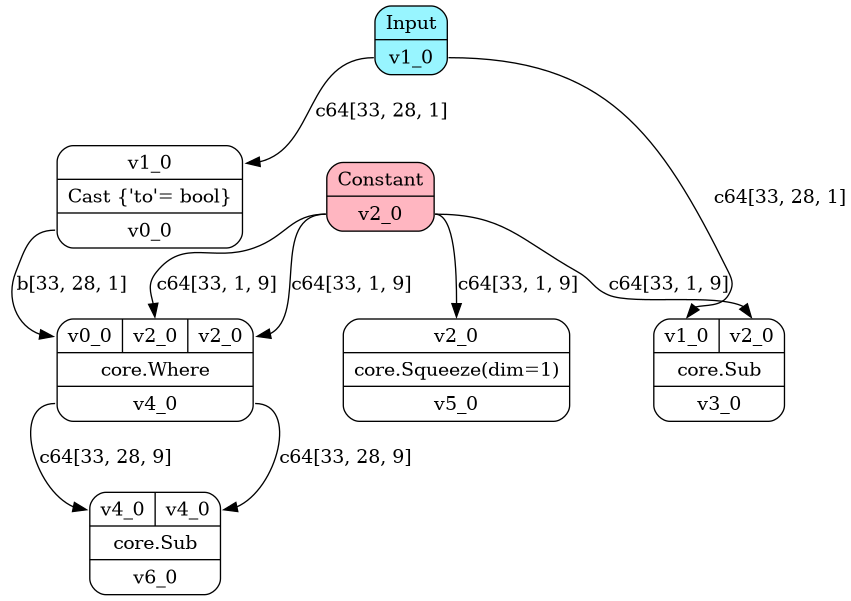 Input
v1_0
c64[33, 28, 1]
v1_0
Cast {'to'= bool}
v0_0
Constant
v2_0
c64[33, 28, 1]
b[33, 28, 1]
c64[33, 1, 9]
c64[33, 1, 9]
c64[33, 1, 9]
c64[33, 1, 9]
v0_0 v2_0 v2_0
core.Where
v4_0
v2_0
core.Squeeze(dim=1)
v5_0
v1_0 v2_0
core.Sub
v3_0
c64[33, 28, 9]
c64[33, 28, 9]
v4_0 v4_0
core.Sub
v6_0